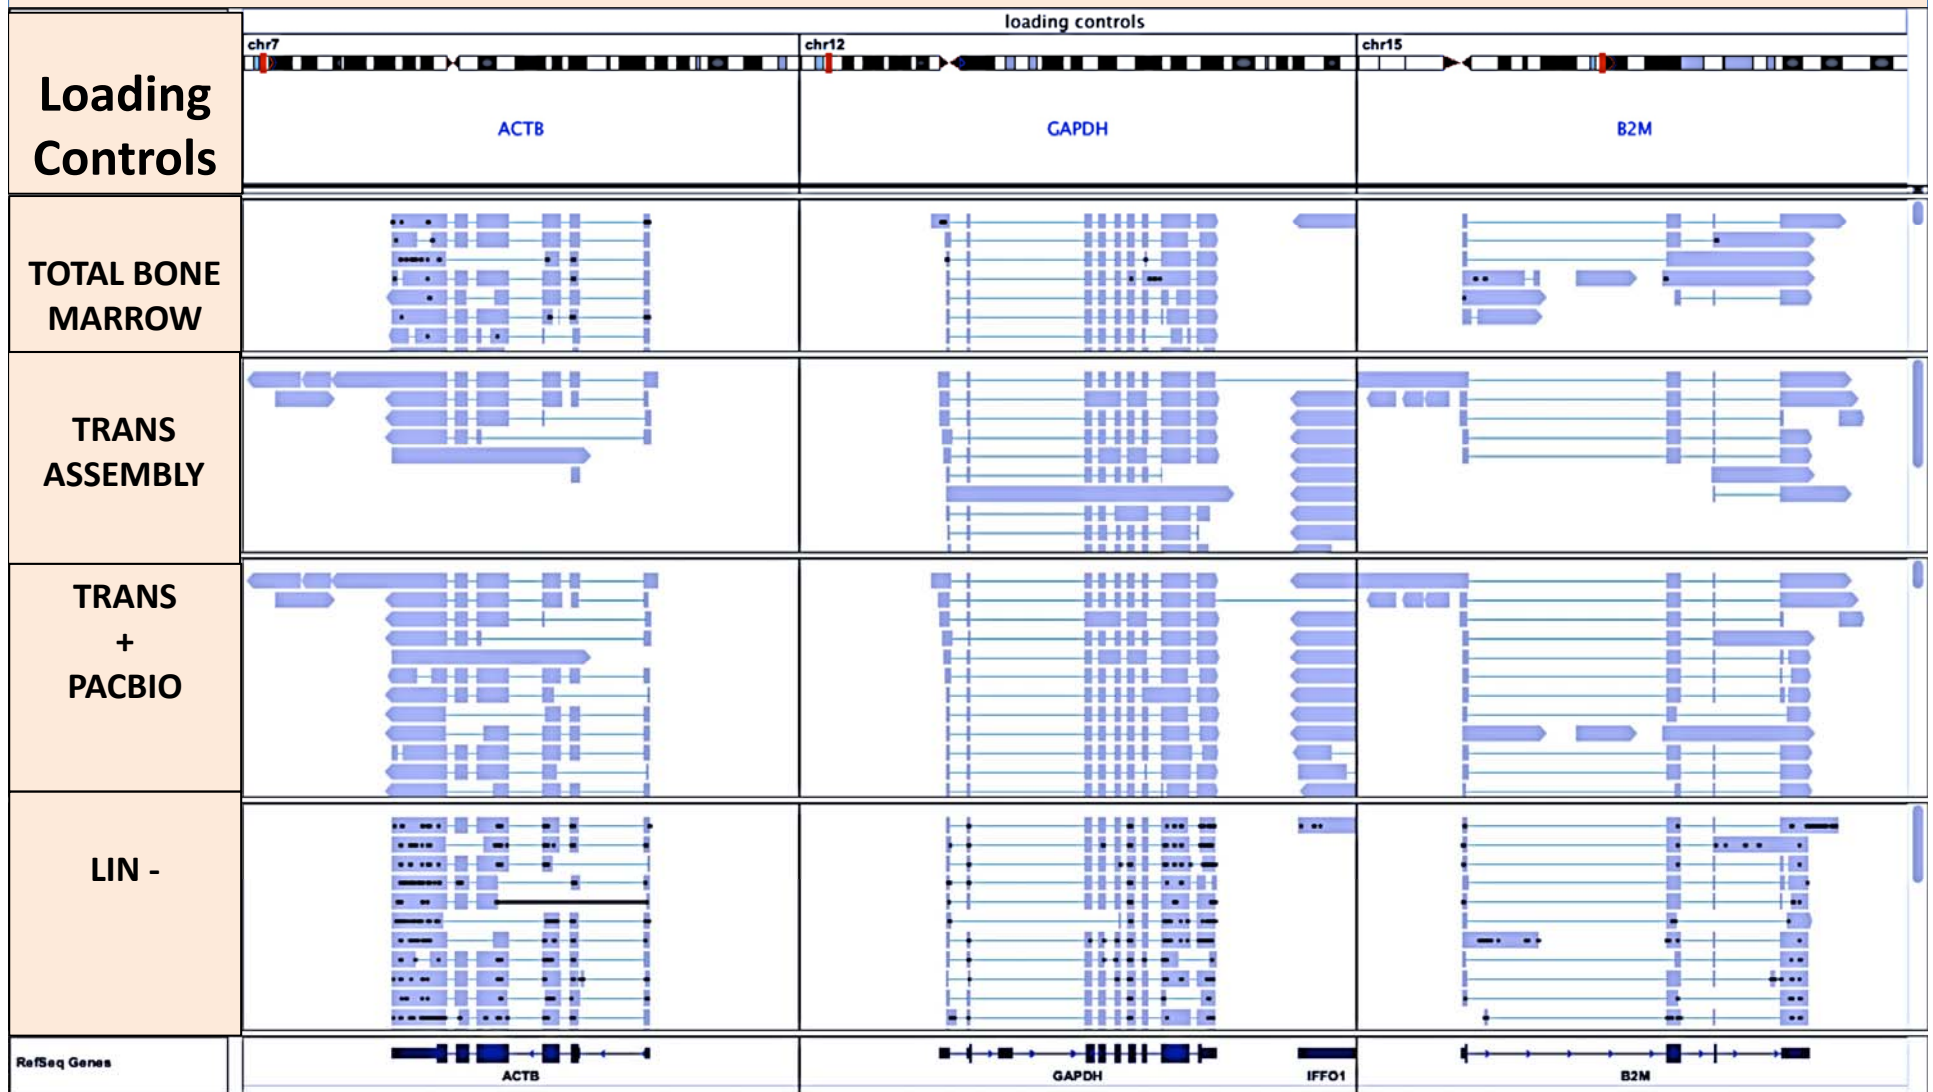 loading controls
chr7
chr12
chr15
Loading
Controls
ACTB
GAPDH
B2M
TOTAL BONE
MARROW
TRANS
ASSEMBLY
TRANS
+
PACBIO
LIN -
RefSeq Genes
ACTB
GAPDH
IFFO1
B2M